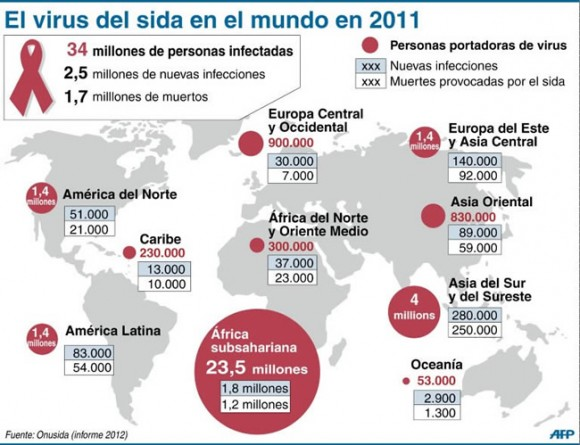 El virus del sida en el mundo en 2011
34 millones de personas infectadas
2,5 millones de nuevas infecciones
1,7 milllones de muertos
Personas portadoras de virus
xxx Nuevas infecciones
xxx Muertes provocadas por el sida
Europa Central
y Occidental
900.000
30.000
7.000
1,4
millones
Europa del Este
y Asia Central
140.000
92.000
1,4
millones
América del Norte
51.000
21.000
Caribe
230.000
13.000
10.000
África del Norte
y Oriente Medio
300.000
37.000
23.000
Asia Oriental
830.000
89.000
59.000
4
millions
Asia del Sur
y del Sureste
280.000
250.000
1,4
millones
América Latina
83.000
54.000
África
subsahariana
23,5 millones
1,8 millones
1,2 millones
Oceanía
53.000
2.900
1.300
Fuente: Onusida (informe 2012)
AFP